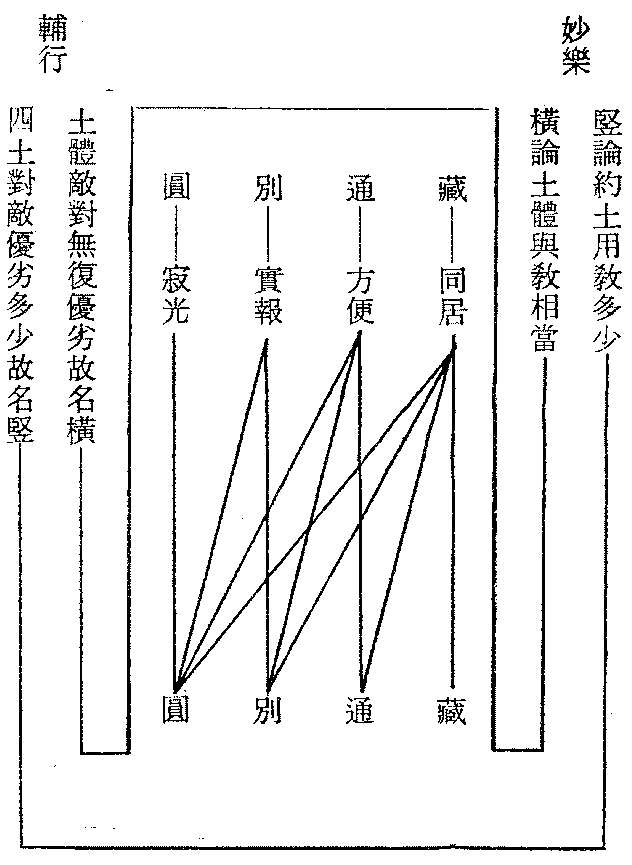 妙樂
豎論約土用教多少
橫論土體與教相當
藏
同居
藏
通
方便
通
別
實報
別
圓
寂光
圓
輔行
土體敵對無復優劣故名橫
四土對敵優劣多少故名豎